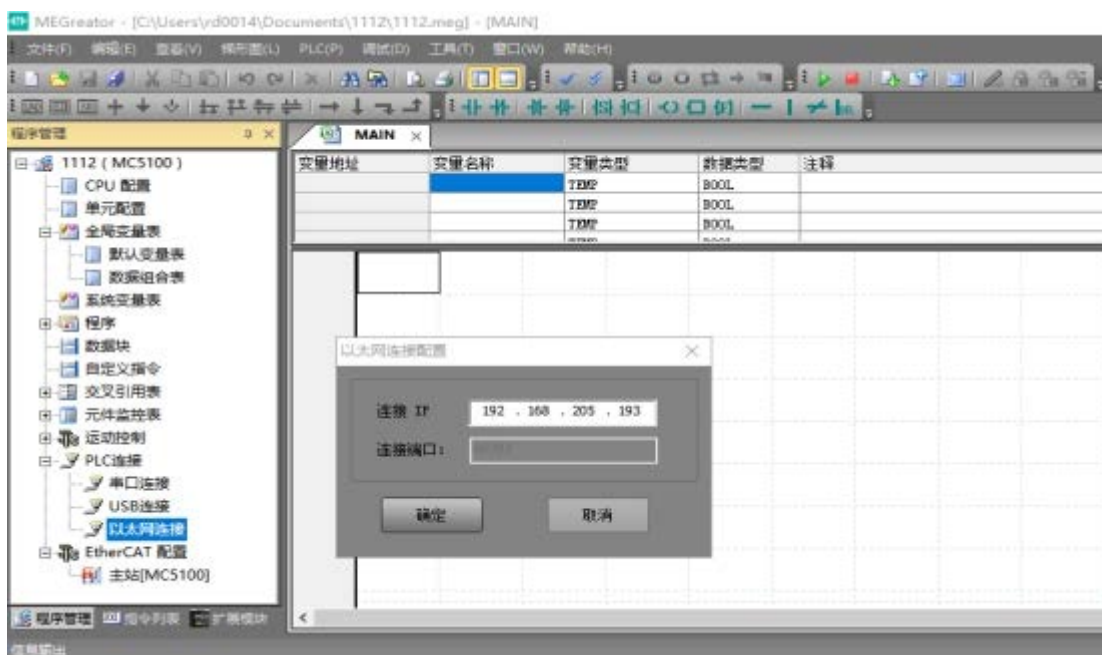 MEGreator - [C:\Users\rd0014\Documents\1112\1112.meg] - [MAIN]
文件(F) 编辑(E) 查看(V) 梯形图(L) PLC(P) 调试(D) 工具(T) 窗口(W) 帮助(H)
程序管理
MAIN
1112 ( MC5100 )
CPU 配置
单元配置
全局变量表
默认变量表
数据组合表
系统变量表
程序
数据块
自定义指令
交叉引用表
元件监控表
运动控制
PLC连接
串口连接
USB连接
以太网连接
EtherCAT 配置
主站[MC5100]
程序管理 指令列表 扩展模块
信息输出
变量地址 变量名称 变量类型 数据类型 注释
TEMP BOOL
TEMP BOOL
TEMP BOOL
以太网连接配置
连接 IP 192 . 168 . 205 . 193
连接端口:
确定 取消